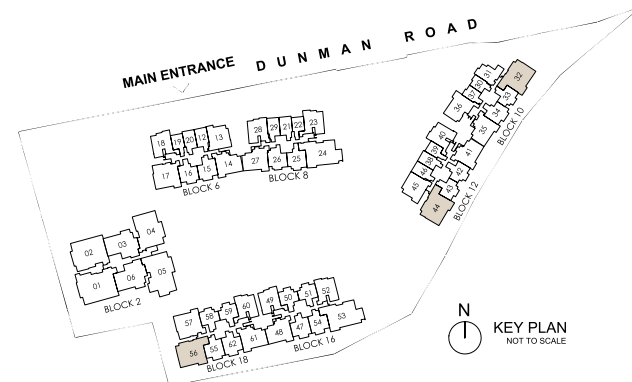 DUNMAN ROAD
MAIN ENTRANCE
18 19 20 12 13
17 16 15 14
BLOCK 6
28 29 21 22 23
27 26 25 24
BLOCK 8
37 30 31 32
36 35 34 33
BLOCK 10
40 39 38 46 45
41 42 43 44
BLOCK 12
02 03 04
01 06 05
BLOCK 2
57 58 59 60
56 55 62 61
BLOCK 18
49 50 51 52
48 47 54 53
BLOCK 16
N
KEY PLAN
NOT TO SCALE